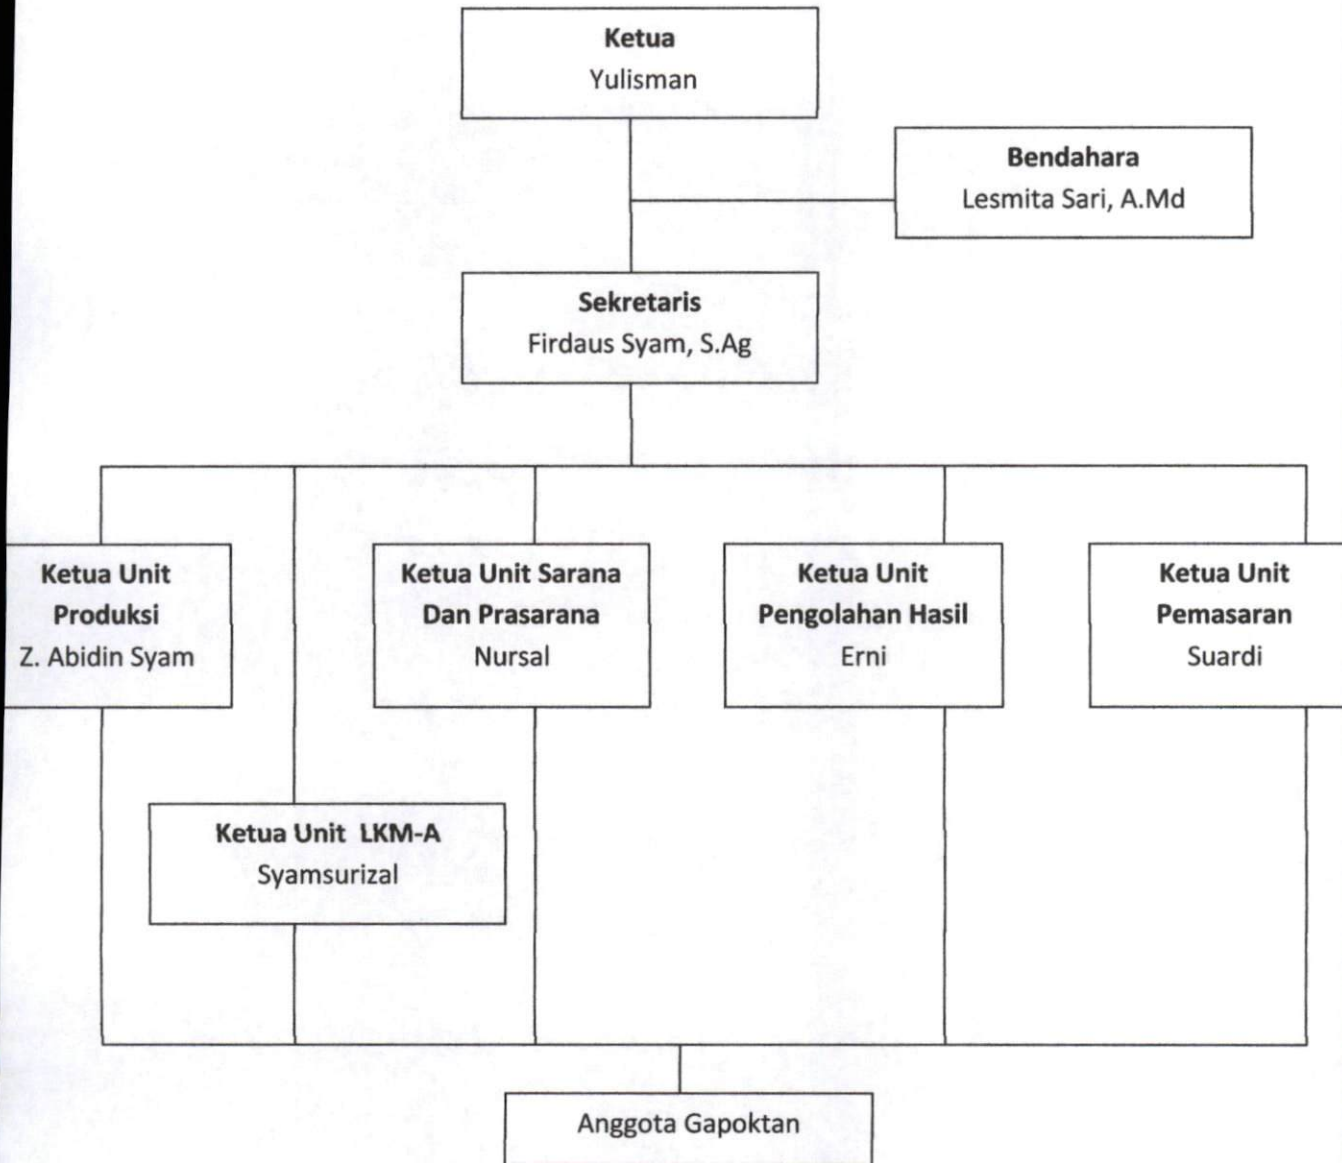 Ketua
Yulisman
Bendahara
Lesmita Sari, A.Md
Sekretaris
Firdaus Syam, S.Ag
Ketua Unit
Produksi
Z. Abidin Syam
Ketua Unit Sarana
Dan Prasarana
Nursal
Ketua Unit
Pengolahan Hasil
Erni
Ketua Unit
Pemasaran
Suardi
Ketua Unit LKM-A
Syamsurizal
Anggota Gapoktan